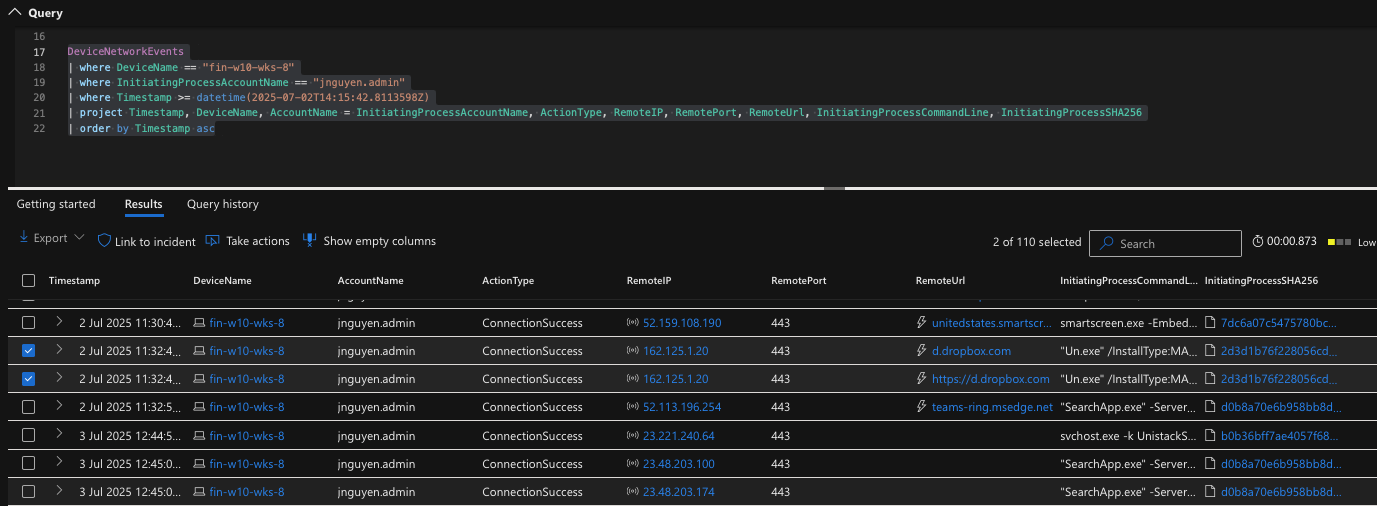 Query
16
17 DeviceNetworkEvents
18 | where DeviceName == "fin-w10-wks-8"
19 | where InitiatingProcessAccountName == "jnguyen.admin"
20 | where Timestamp >= datetime(2025-07-02T14:15:42.8113598Z)
21 | project Timestamp, DeviceName, AccountName = InitiatingProcessAccountName, ActionType, RemoteIP, RemotePort, RemoteUrl, InitiatingProcessCommandLine, InitiatingProcessSHA256
22 | order by Timestamp asc
Getting started Results Query history
Export Link to incident Take actions Show empty columns 2 of 110 selected Search 00:00.873 Low
Timestamp DeviceName AccountName ActionType RemoteIP RemotePort RemoteUrl InitiatingProcessCommandL... InitiatingProcessSHA256
2 Jul 2025 11:30:4... fin-w10-wks-8 jnguyen.admin ConnectionSuccess 52.159.108.190 443 unitedstates.smartscr... smartscreen.exe -Embed... 7dc6a07c5475780bc...
2 Jul 2025 11:32:4... fin-w10-wks-8 jnguyen.admin ConnectionSuccess 162.125.1.20 443 d.dropbox.com "Un.exe" /InstallType:MA... 2d3d1b76f228056cd...
2 Jul 2025 11:32:4... fin-w10-wks-8 jnguyen.admin ConnectionSuccess 162.125.1.20 443 https://d.dropbox.com "Un.exe" /InstallType:MA... 2d3d1b76f228056cd...
2 Jul 2025 11:32:5... fin-w10-wks-8 jnguyen.admin ConnectionSuccess 52.113.196.254 443 teams-ring.msedge.net "SearchApp.exe" -Server... d0b8a70e6b958bb8d...
3 Jul 2025 12:44:5... fin-w10-wks-8 jnguyen.admin ConnectionSuccess 23.221.240.64 443 svchost.exe -k UnistackS... b0b36bff7ae4057f68...
3 Jul 2025 12:45:0... fin-w10-wks-8 jnguyen.admin ConnectionSuccess 23.48.203.100 443 "SearchApp.exe" -Server... d0b8a70e6b958bb8d...
3 Jul 2025 12:45:0... fin-w10-wks-8 jnguyen.admin ConnectionSuccess 23.48.203.174 443 "SearchApp.exe" -Server... d0b8a70e6b958bb8d...